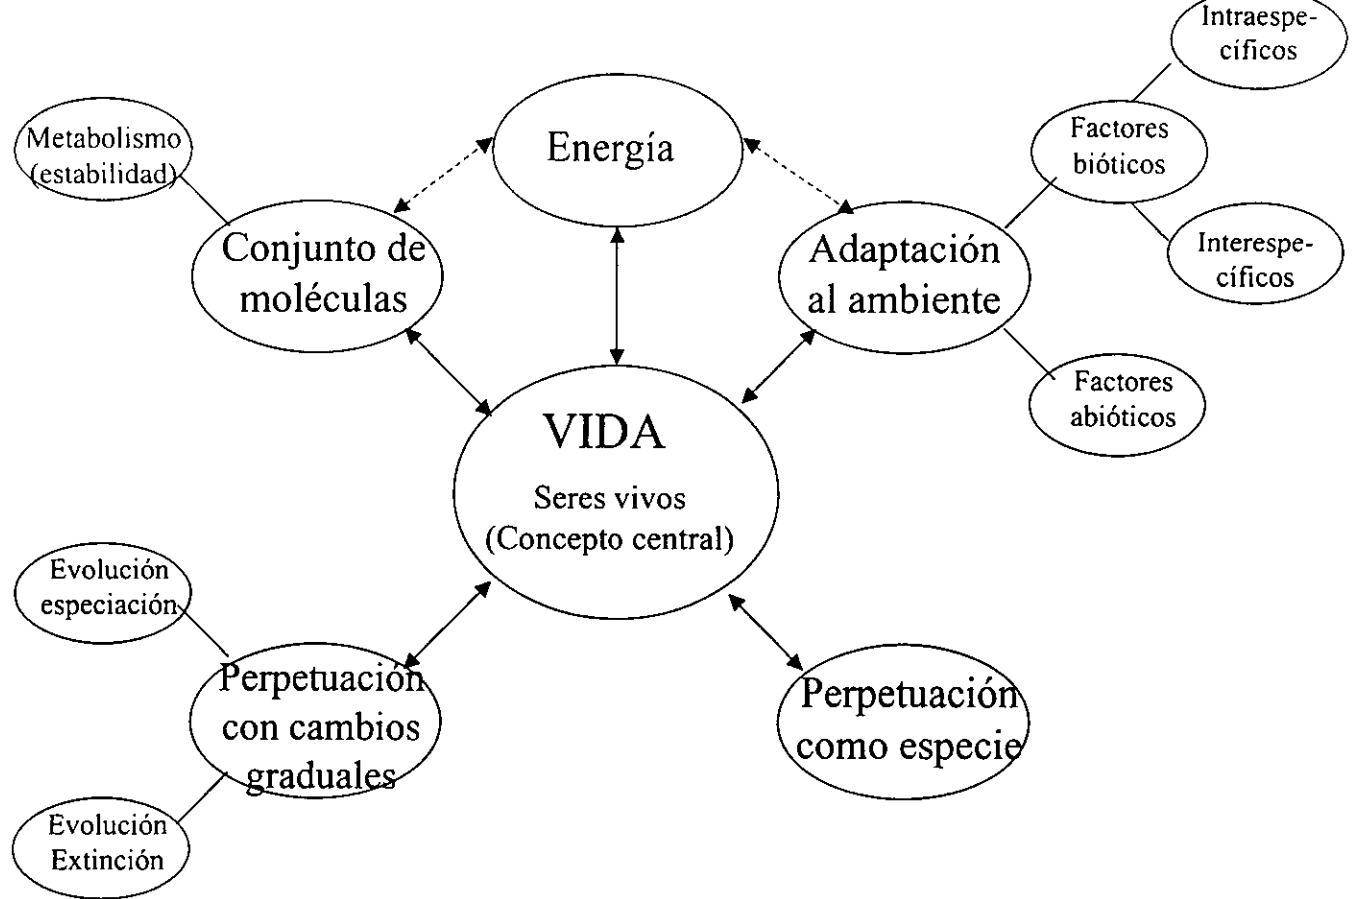 Intraespe-
cíficos
Metabolismo
(estabilidad)
Energía
Factores
bióticos
Conjunto de
moléculas
Adaptación
al ambiente
Interespe-
cíficos
Factores
abióticos
VIDA
Seres vivos
(Concepto central)
Evolución
especiación
Perpetuación
con cambios
graduales
Perpetuación
como especie
Evolución
Extinción